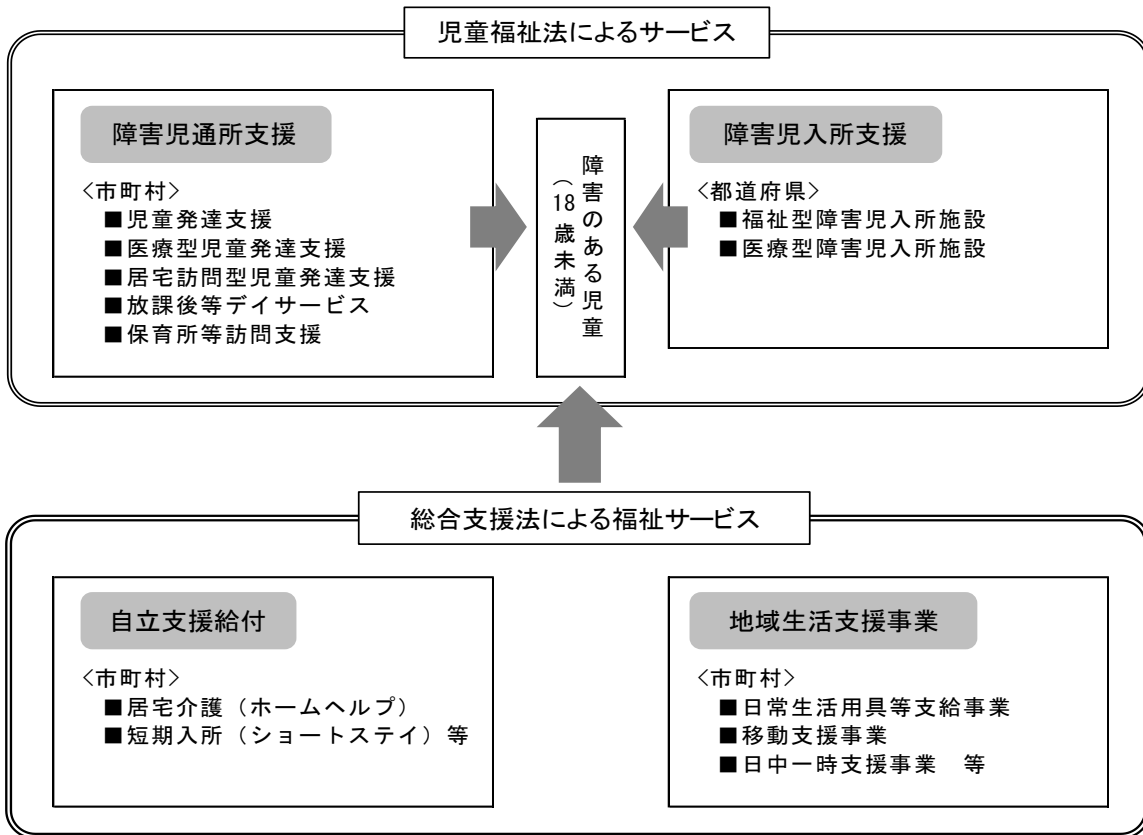 児童福祉法によるサービス
障害児通所支援
〈市町村〉
■児童発達支援
■医療型児童発達支援
■居宅訪問型児童発達支援
■放課後等デイサービス
■保育所等訪問支援
障害のある児童
（18歳未満）
障害児入所支援
〈都道府県〉
■福祉型障害児入所施設
■医療型障害児入所施設
総合支援法による福祉サービス
自立支援給付
〈市町村〉
■居宅介護（ホームヘルプ）
■短期入所（ショートステイ）等
地域生活支援事業
〈市町村〉
■日常生活用具等支給事業
■移動支援事業
■日中一時支援事業　等